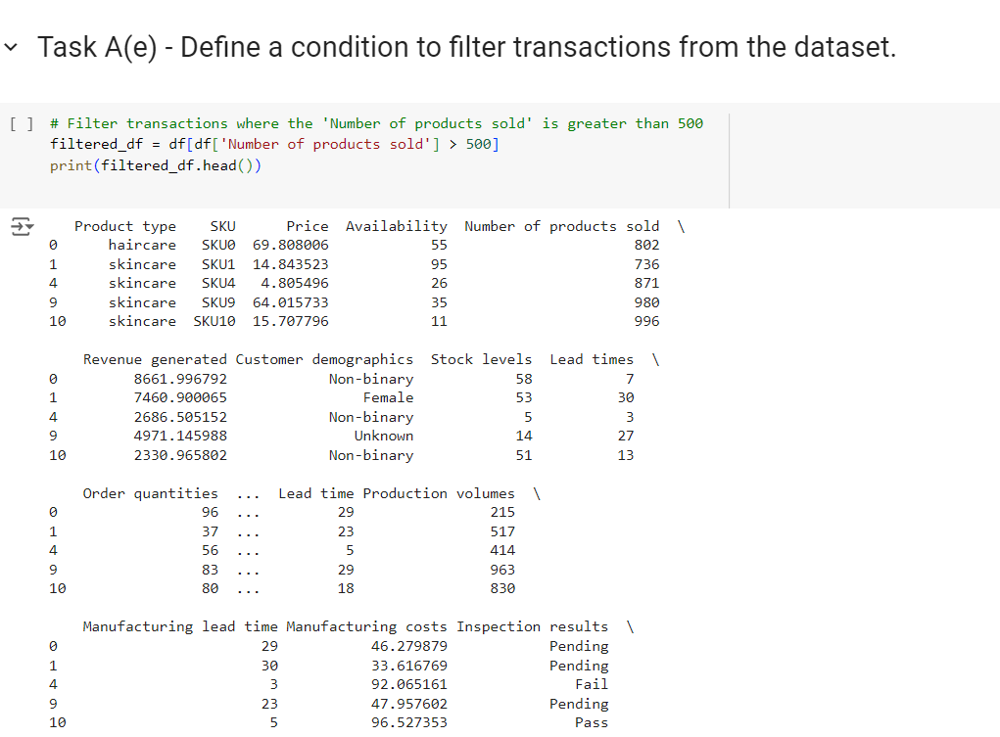 Task A(e) - Define a condition to filter transactions from the dataset.
[ ] # Filter transactions where the 'Number of products sold' is greater than 500
filtered_df = df[df['Number of products sold'] > 500]
print(filtered_df.head())
Product type SKU Price Availability Number of products sold \
0 haircare SKU0 69.808006 55 802
1 skincare SKU1 14.843523 95 736
4 skincare SKU4 4.805496 26 871
9 skincare SKU9 64.015733 35 980
10 skincare SKU10 15.707796 11 996
Revenue generated Customer demographics Stock levels Lead times \
0 8661.996792 Non-binary 58 7
1 7460.900065 Female 53 30
4 2686.505152 Non-binary 5 3
9 4971.145988 Unknown 14 27
10 2330.965802 Non-binary 51 13
Order quantities ... Lead time Production volumes \
0 96 ... 29 215
1 37 ... 23 517
4 56 ... 5 414
9 83 ... 29 963
10 80 ... 18 830
Manufacturing lead time Manufacturing costs Inspection results \
0 29 46.279879 Pending
1 30 33.616769 Pending
4 3 92.065161 Fail
9 23 47.957602 Pending
10 5 96.527353 Pass